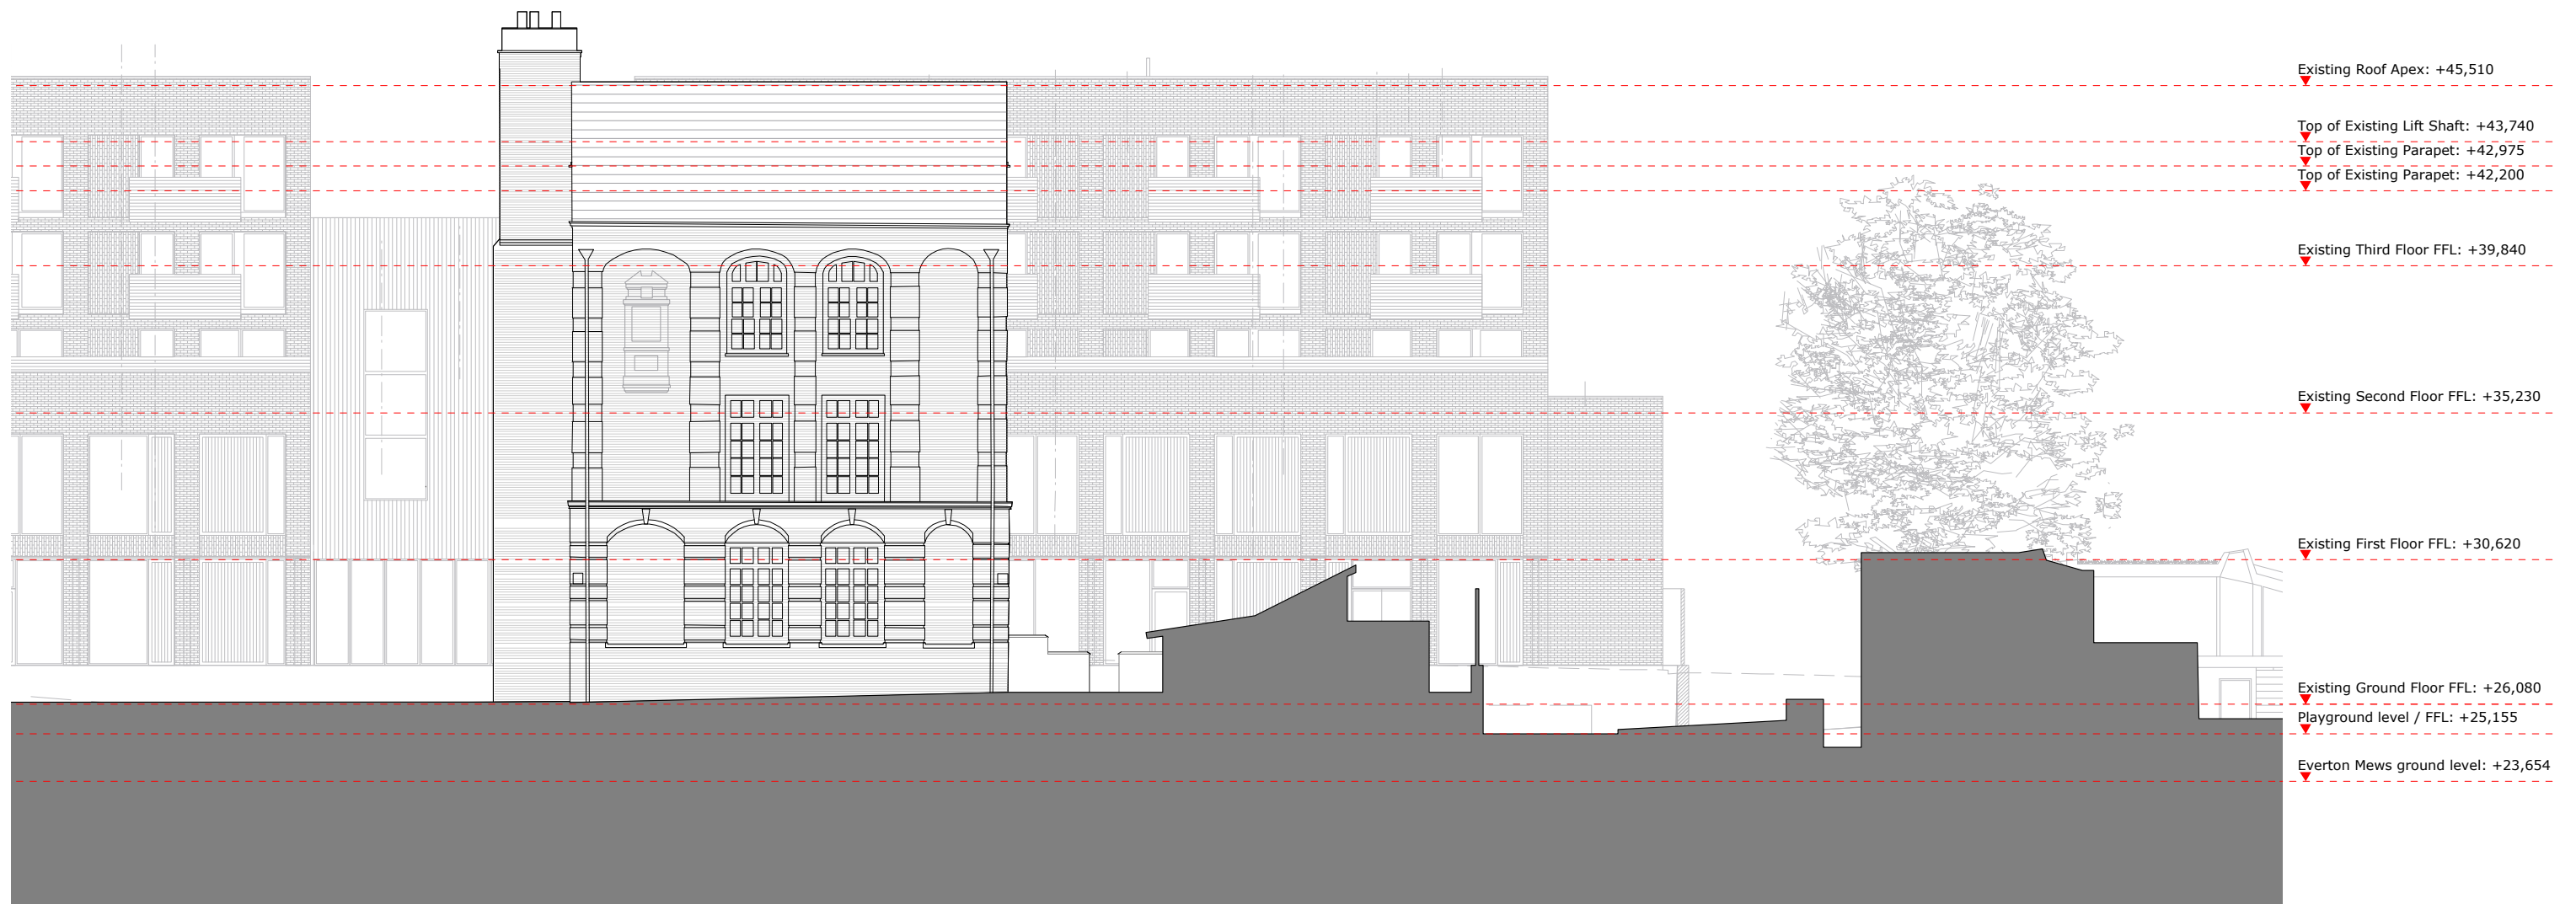 Existing Roof Apex: +45,510
Top of Existing Lift Shaft: +43,740
Top of Existing Parapet: +42,975
Top of Existing Parapet: +42,200
Existing Third Floor FFL: +39,840
Existing Second Floor FFL: +35,230
Existing First Floor FFL: +30,620
Existing Ground Floor FFL: +26,080
Playground level / FFL: +25,155
Everton Mews ground level: +23,654